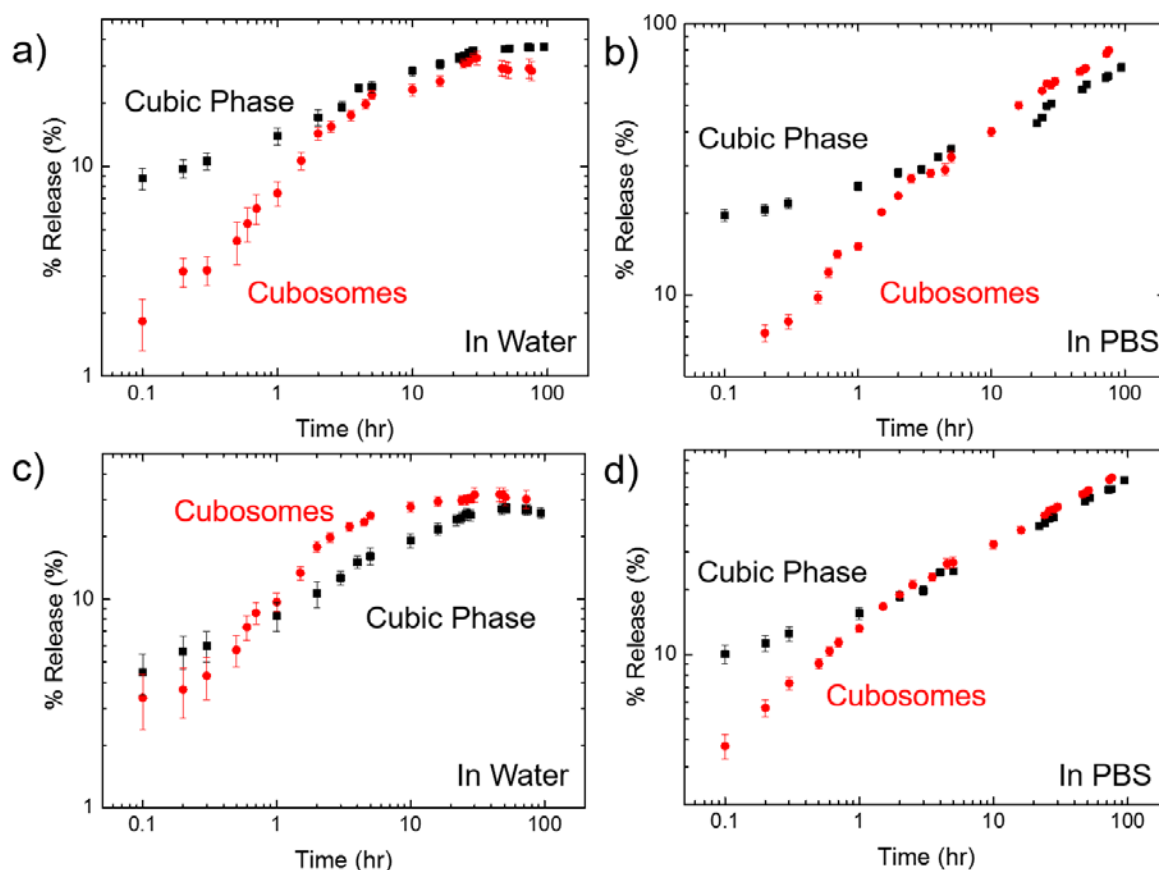 a)
% Release (%)
10
1
Cubic Phase
Cubosomes
In Water
0.1 1 10 100
Time (hr)
b)
% Release (%)
100
10
Cubic Phase
Cubosomes
In PBS
0.1 1 10 100
Time (hr)
c)
% Release (%)
10
1
Cubosomes
Cubic Phase
In Water
0.1 1 10 100
Time (hr)
d)
% Release (%)
10
Cubic Phase
Cubosomes
In PBS
0.1 1 10 100
Time (hr)